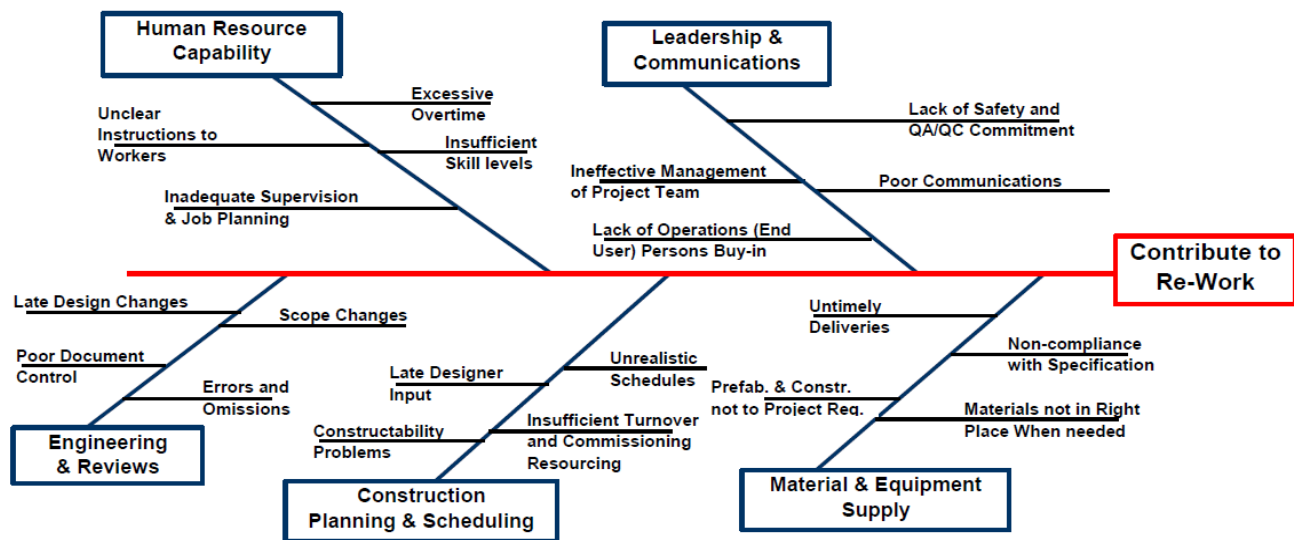 Human Resource
Capability
Leadership &
Communications
Excessive
Overtime
Unclear
Instructions to
Workers
Insufficient
Skill levels
Inadequate Supervision
& Job Planning
Lack of Safety and
QA/QC Commitment
Ineffective Management
of Project Team
Poor Communications
Lack of Operations (End
User) Persons Buy-in
Contribute to
Re-Work
Late Design Changes
Scope Changes
Poor Document
Control
Errors and
Omissions
Engineering
& Reviews
Unrealistic
Schedules
Late Designer
Input
Insufficient Turnover
and Commissioning
Resourcing
Constructability
Problems
Construction
Planning & Scheduling
Untimely
Deliveries
Non-compliance
with Specification
Prefab. & Constr.
not to Project Req.
Materials not in Right
Place When needed
Material & Equipment
Supply